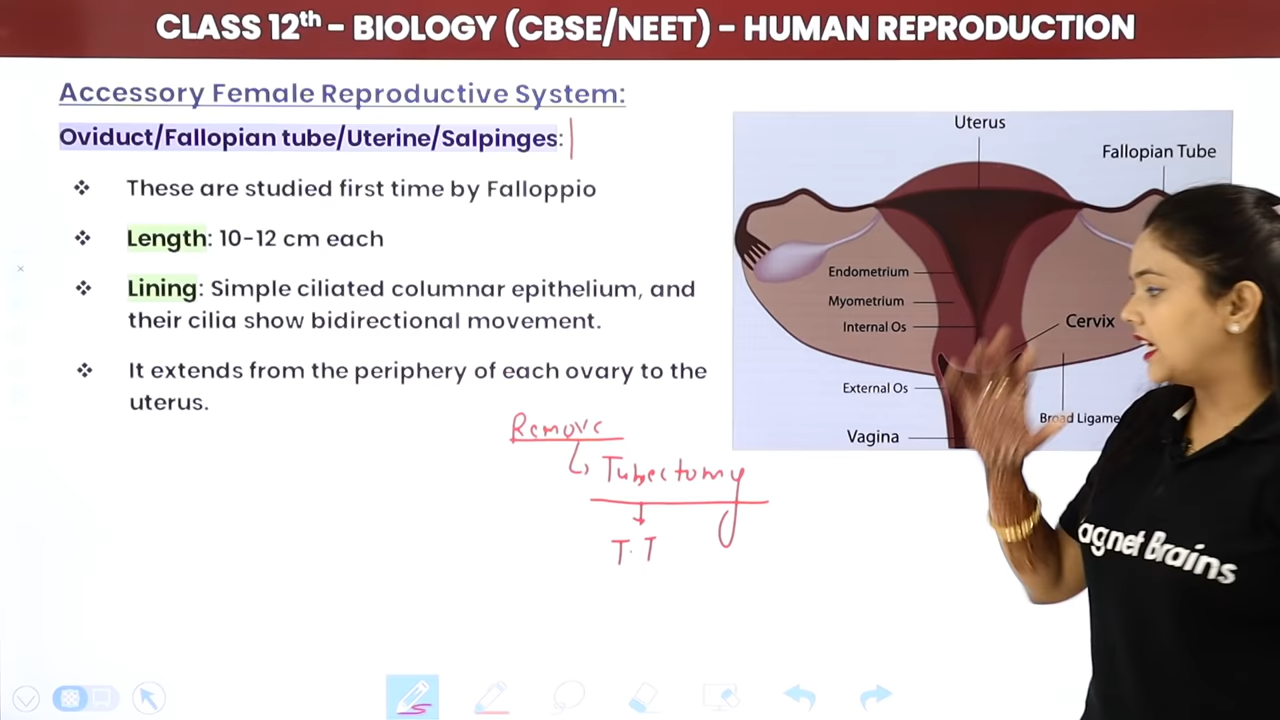 CLASS 12th - BIOLOGY (CBSE/NEET) - HUMAN REPRODUCTION
Accessory Female Reproductive System:
Oviduct/Fallopian tube/Uterine/Salpinges:
❖ These are studied first time by Falloppio
❖ Length: 10-12 cm each
❖ Lining: Simple ciliated columnar epithelium, and
their cilia show bidirectional movement.
❖ It extends from the periphery of each ovary to the
uterus.
Remove
Tubectomy
T.T
Uterus
Fallopian Tube
Endometrium
Myometrium
Internal Os
Cervix
External Os
Broad Ligame
Vagina
agnet Brains